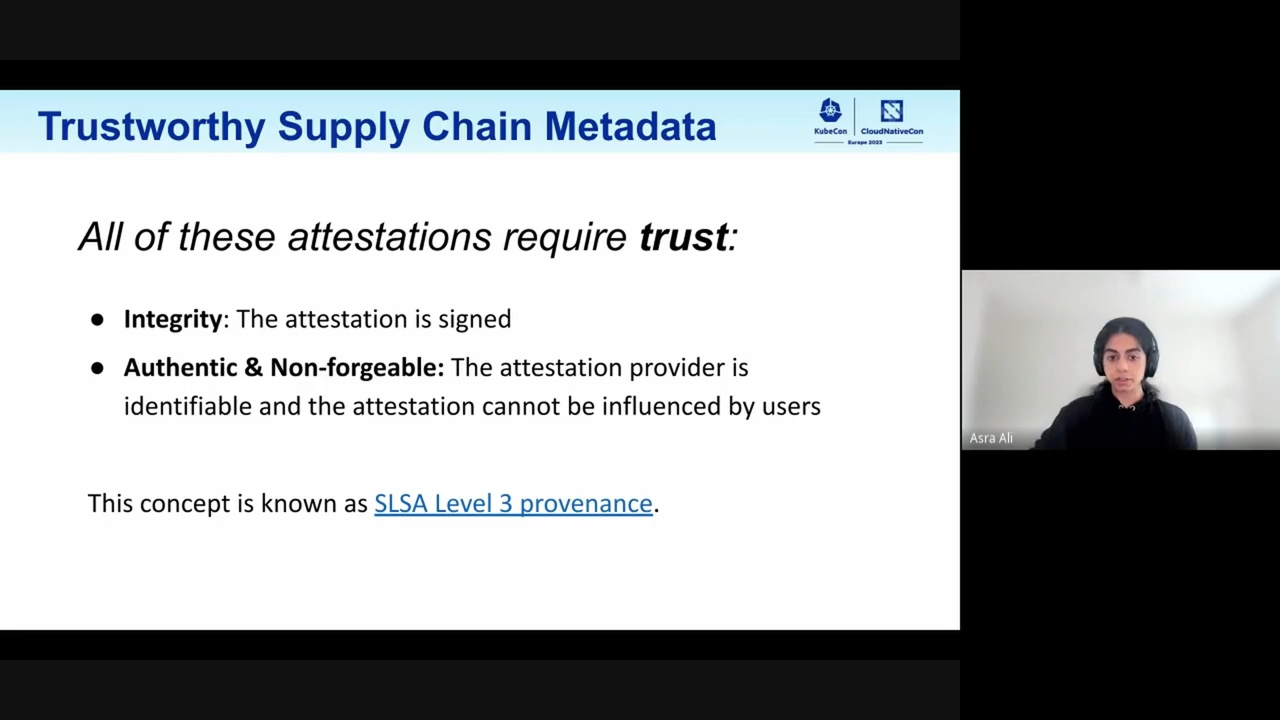 Trustworthy Supply Chain Metadata
KubeCon
CloudNativeCon
Europe 2023
All of these attestations require trust:
● Integrity: The attestation is signed
● Authentic & Non-forgeable: The attestation provider is
identifiable and the attestation cannot be influenced by users
This concept is known as SLSA Level 3 provenance.
Asra Ali